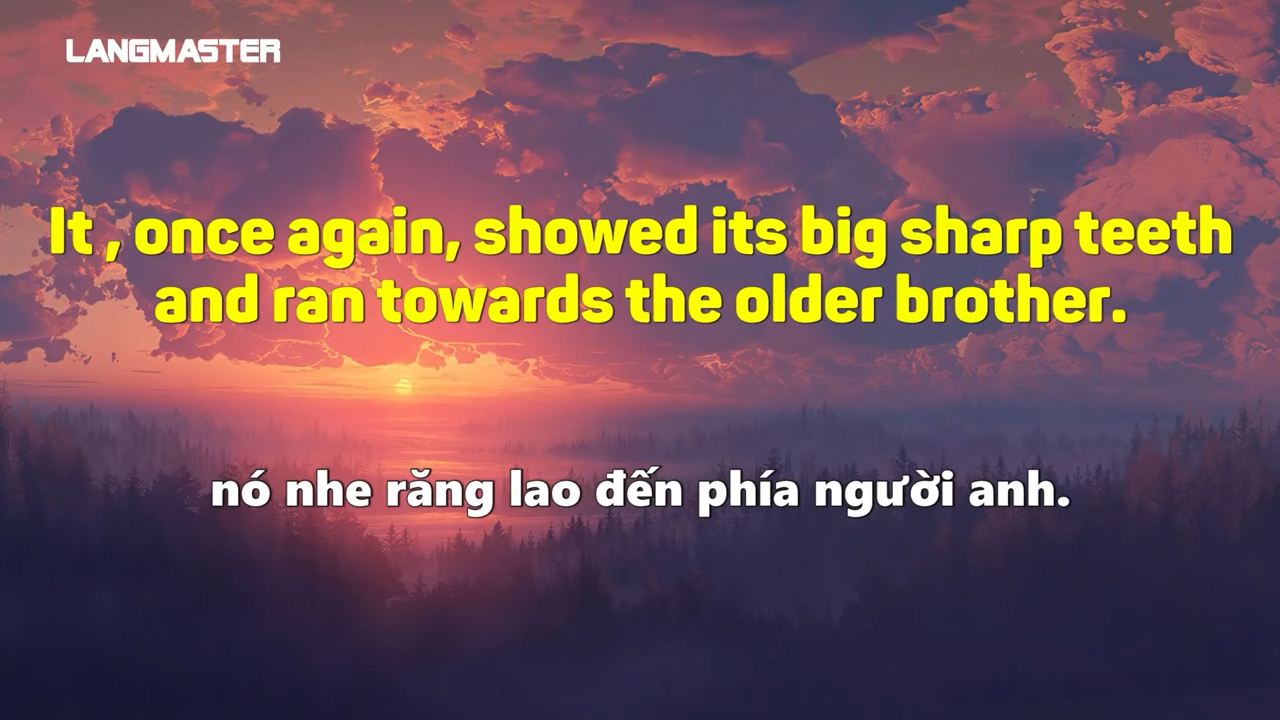 LANGMASTER
It , once again, showed its big sharp teeth
and ran towards the older brother.
nó nhe răng lao đến phía người anh.